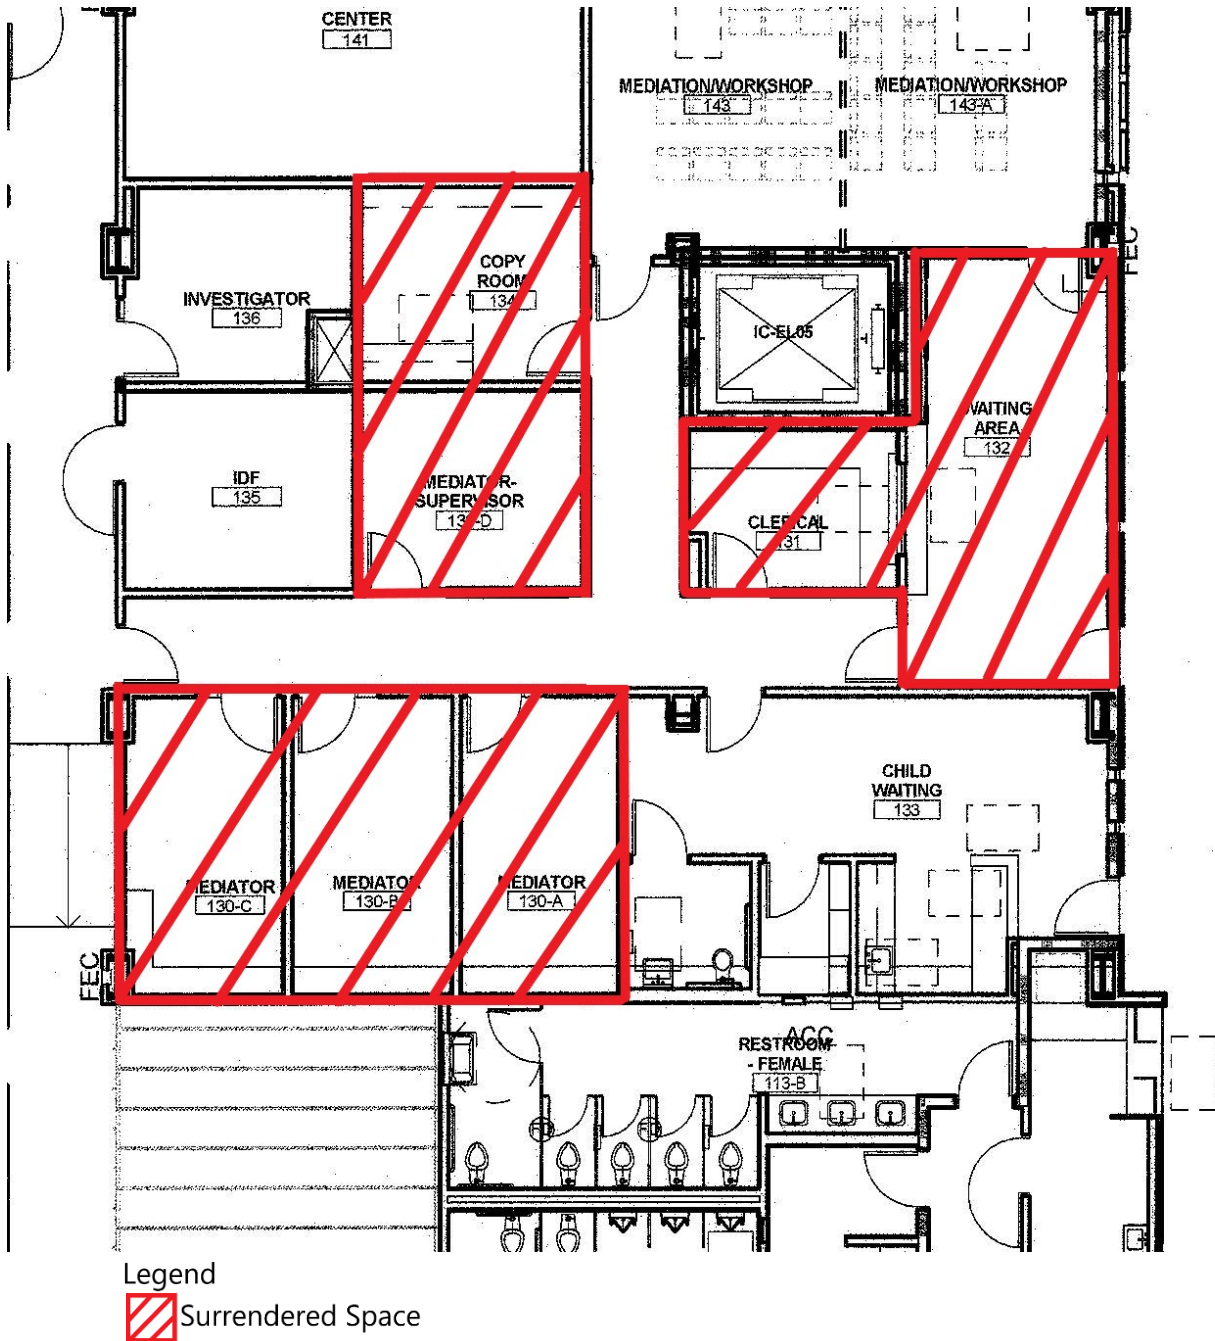 CENTER
141
MEDIATION/WORKSHOP
143
MEDIATION/WORKSHOP
143-A
FEC
COPY
ROOM
134
INVESTIGATOR
136
IC-EL05
WAITING
AREA
132
IDF
135
MEDIATOR-
SUPERVISOR
CLERICAL
131
CHILD
WAITING
133
MEDIATOR
130-C
MEDIATOR
130-B
MEDIATOR
130-A
FEC
ACC
RESTROOM
- FEMALE
113-B
Legend
Surrendered Space